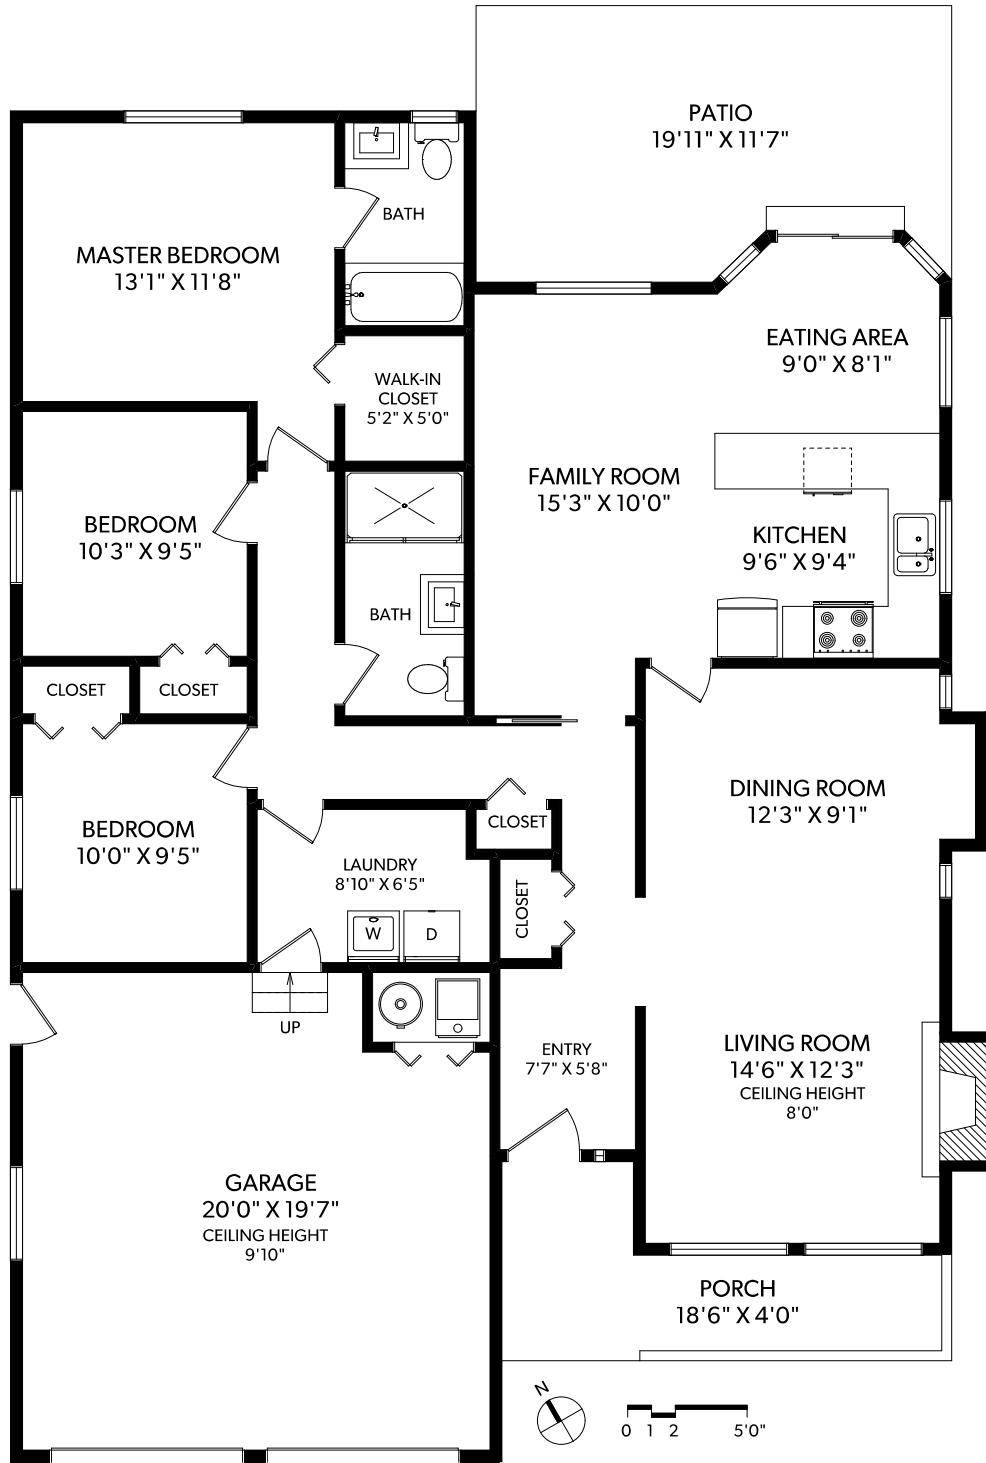 PATIO
19'11" X 11'7"
BATH
MASTER BEDROOM
13'1" X 11'8"
EATING AREA
9'0" X 8'1"
WALK-IN
CLOSET
5'2" X 5'0"
FAMILY ROOM
15'3" X 10'0"
BEDROOM
10'3" X 9'5"
KITCHEN
9'6" X 9'4"
BATH
CLOSET
CLOSET
DINING ROOM
12'3" X 9'1"
BEDROOM
10'0" X 9'5"
CLOSET
LAUNDRY
8'10" X 6'5"
CLOSET
W
D
UP
ENTRY
7'7" X 5'8"
LIVING ROOM
14'6" X 12'3"
CEILING HEIGHT
8'0"
GARAGE
20'0" X 19'7"
CEILING HEIGHT
9'10"
PORCH
18'6" X 4'0"
N
0 1 2 5'0"